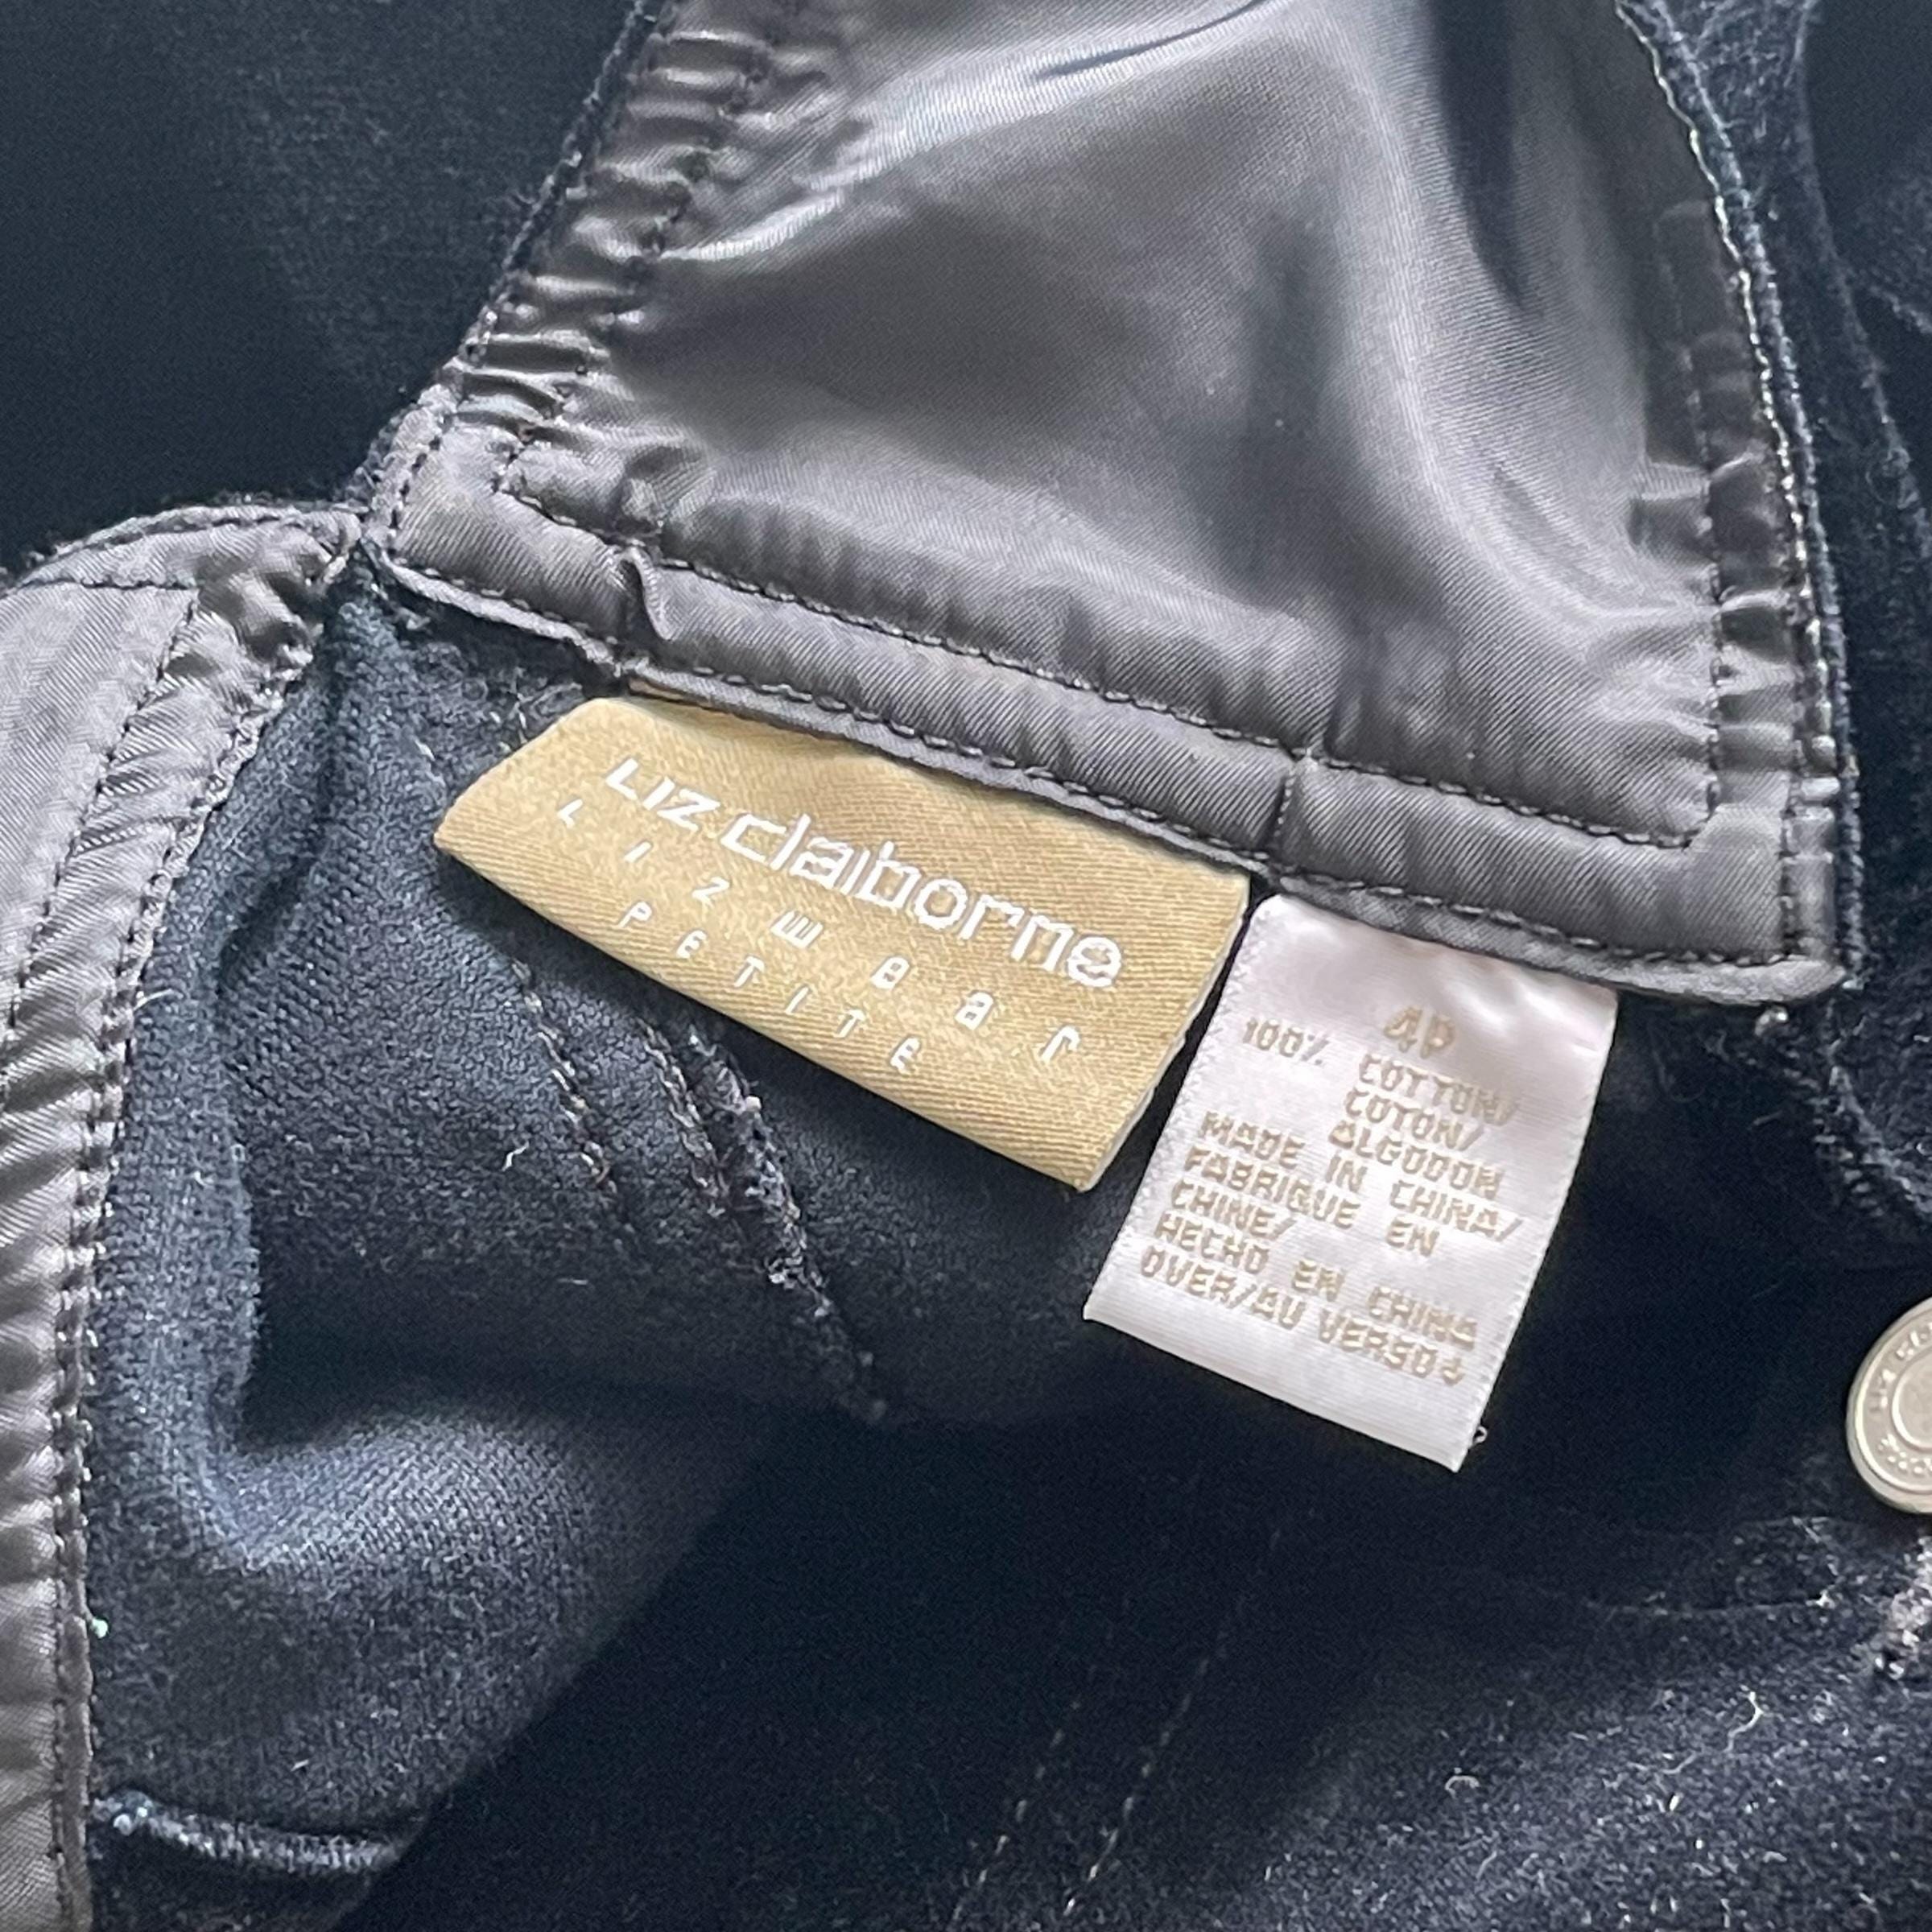 LIZ claiborne
L I Z w e a r
PETITE
4P
100% COTTON/
COTON/
ALGODON
MADE IN CHINA/
FABRIQUE EN
CHINE/
HECHO EN CHINA
OVER/AU VERSO→